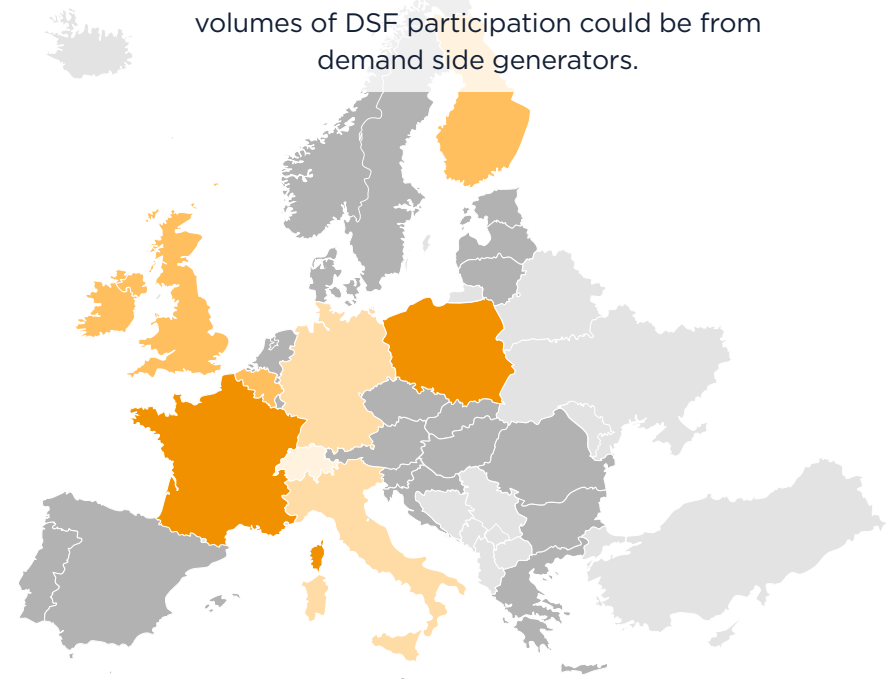 volumes of DSF participation could be from
demand side generators.